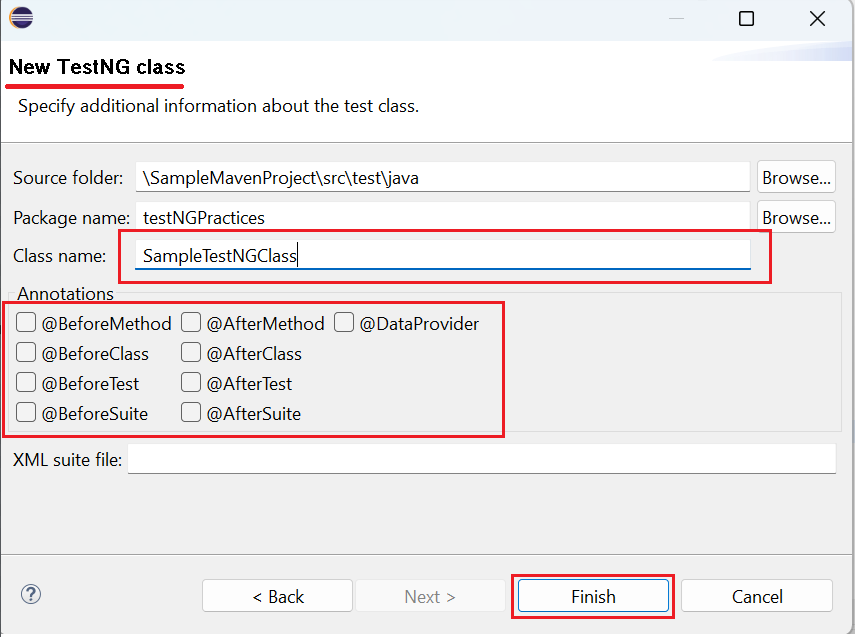 New TestNG class
Specify additional information about the test class.
Source folder: \SampleMavenProject\src\test\java Browse...
Package name: testNGPractices Browse...
Class name: SampleTestNGClass
Annotations
@BeforeMethod @AfterMethod @DataProvider
@BeforeClass @AfterClass
@BeforeTest @AfterTest
@BeforeSuite @AfterSuite
XML suite file:
? < Back Next > Finish Cancel